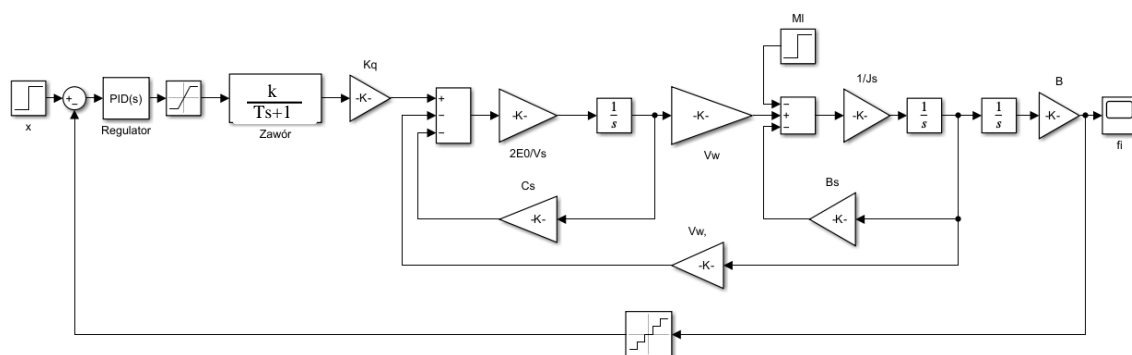 Ml
Kq
1/Js
B
k
Ts+1
PID(s)
-K-
+
−
−
-K-
1
s
-K-
−
+
−
-K-
1
s
1
s
-K-
+
−
x
Regulator
Zawór
2E0/Vs
Vw
fi
Cs
Bs
-K-
-K-
Vw,
-K-